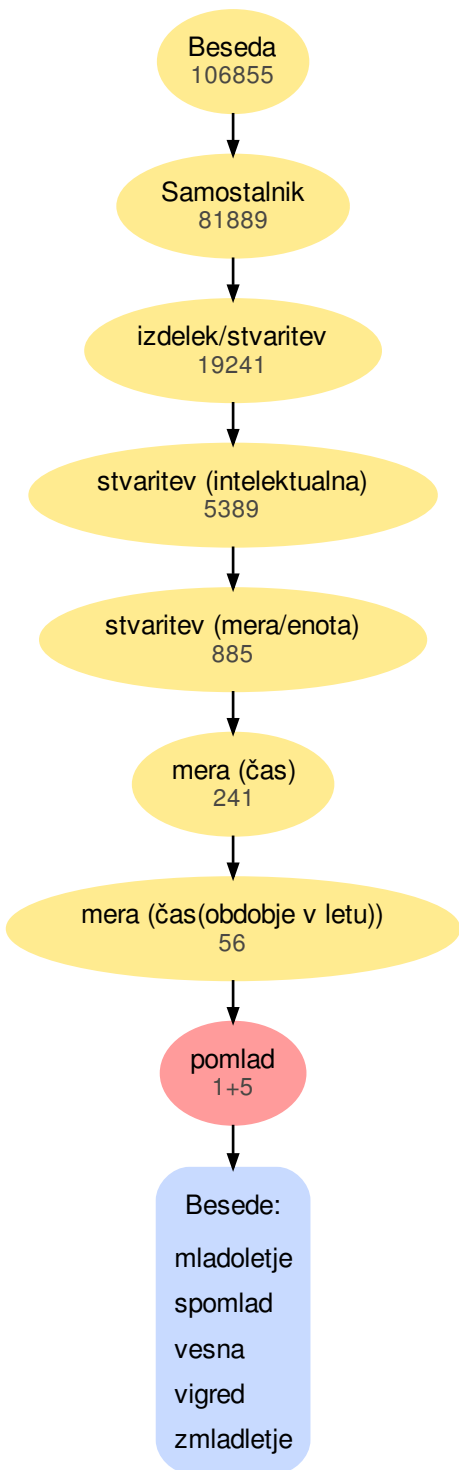 Beseda
106855
Samostalnik
81889
izdelek/stvaritev
19241
stvaritev (intelektualna)
5389
stvaritev (mera/enota)
885
mera (čas)
241
mera (čas(obdobje v letu))
56
pomlad
1+5
Besede:
mladoletje
spomlad
vesna
vigred
zmladletje